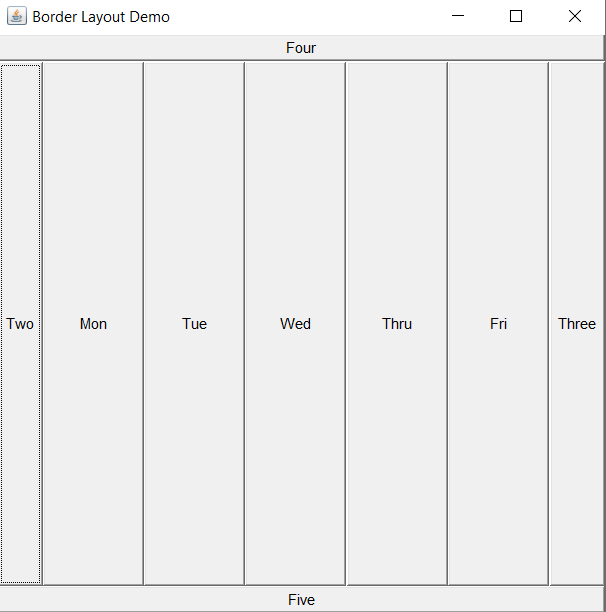 Border Layout Demo
Four
Two Mon Tue Wed Thru Fri Three
Five